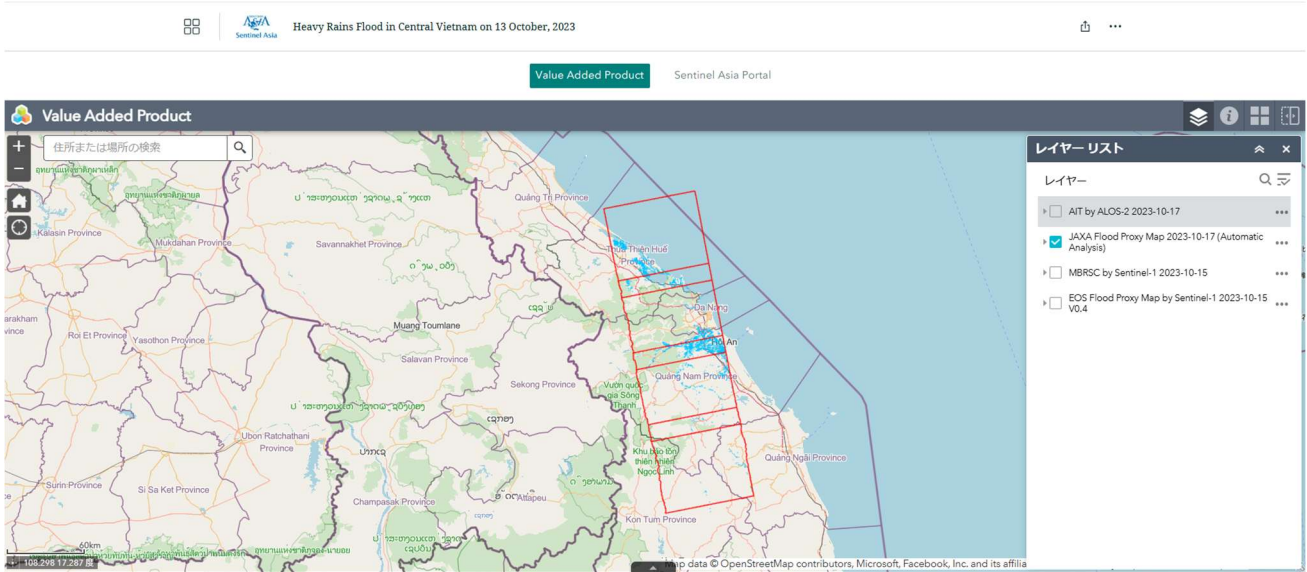 Sentinel Asia
Heavy Rains Flood in Central Vietnam on 13 October, 2023
Value Added Product
Sentinel Asia Portal
Value Added Product
住所または場所の検索
レイヤー リスト
レイヤー
AIT by ALOS-2 2023-10-17
JAXA Flood Proxy Map 2023-10-17 (Automatic
Analysis)
MBRSC by Sentinel-1 2023-10-15
EOS Flood Proxy Map by Sentinel-1 2023-10-15
V0.4
Quảng Trị Province
Kalasin Province
Mukdahan Province
Savannakhet Province
Thừa Thiên Huế
Province
Đà Nẵng
Muang Toumlane
Roi Et Province
Yasothon Province
Hội An
Salavan Province
Quảng Nam Province
Sekong Province
Vườn quốc
gia Sông
Thanh
Ubon Ratchathani
Province
Khu bảo tồn
thiên nhiên
Ngọc Linh
Quảng Ngãi Province
Surin Province
Si Sa Ket Province
Champasak Province
Attapeu
Kon Tum Province
60km
108.298 17.287 度
Map data © OpenStreetMap contributors, Microsoft, Facebook, Inc. and its affilia